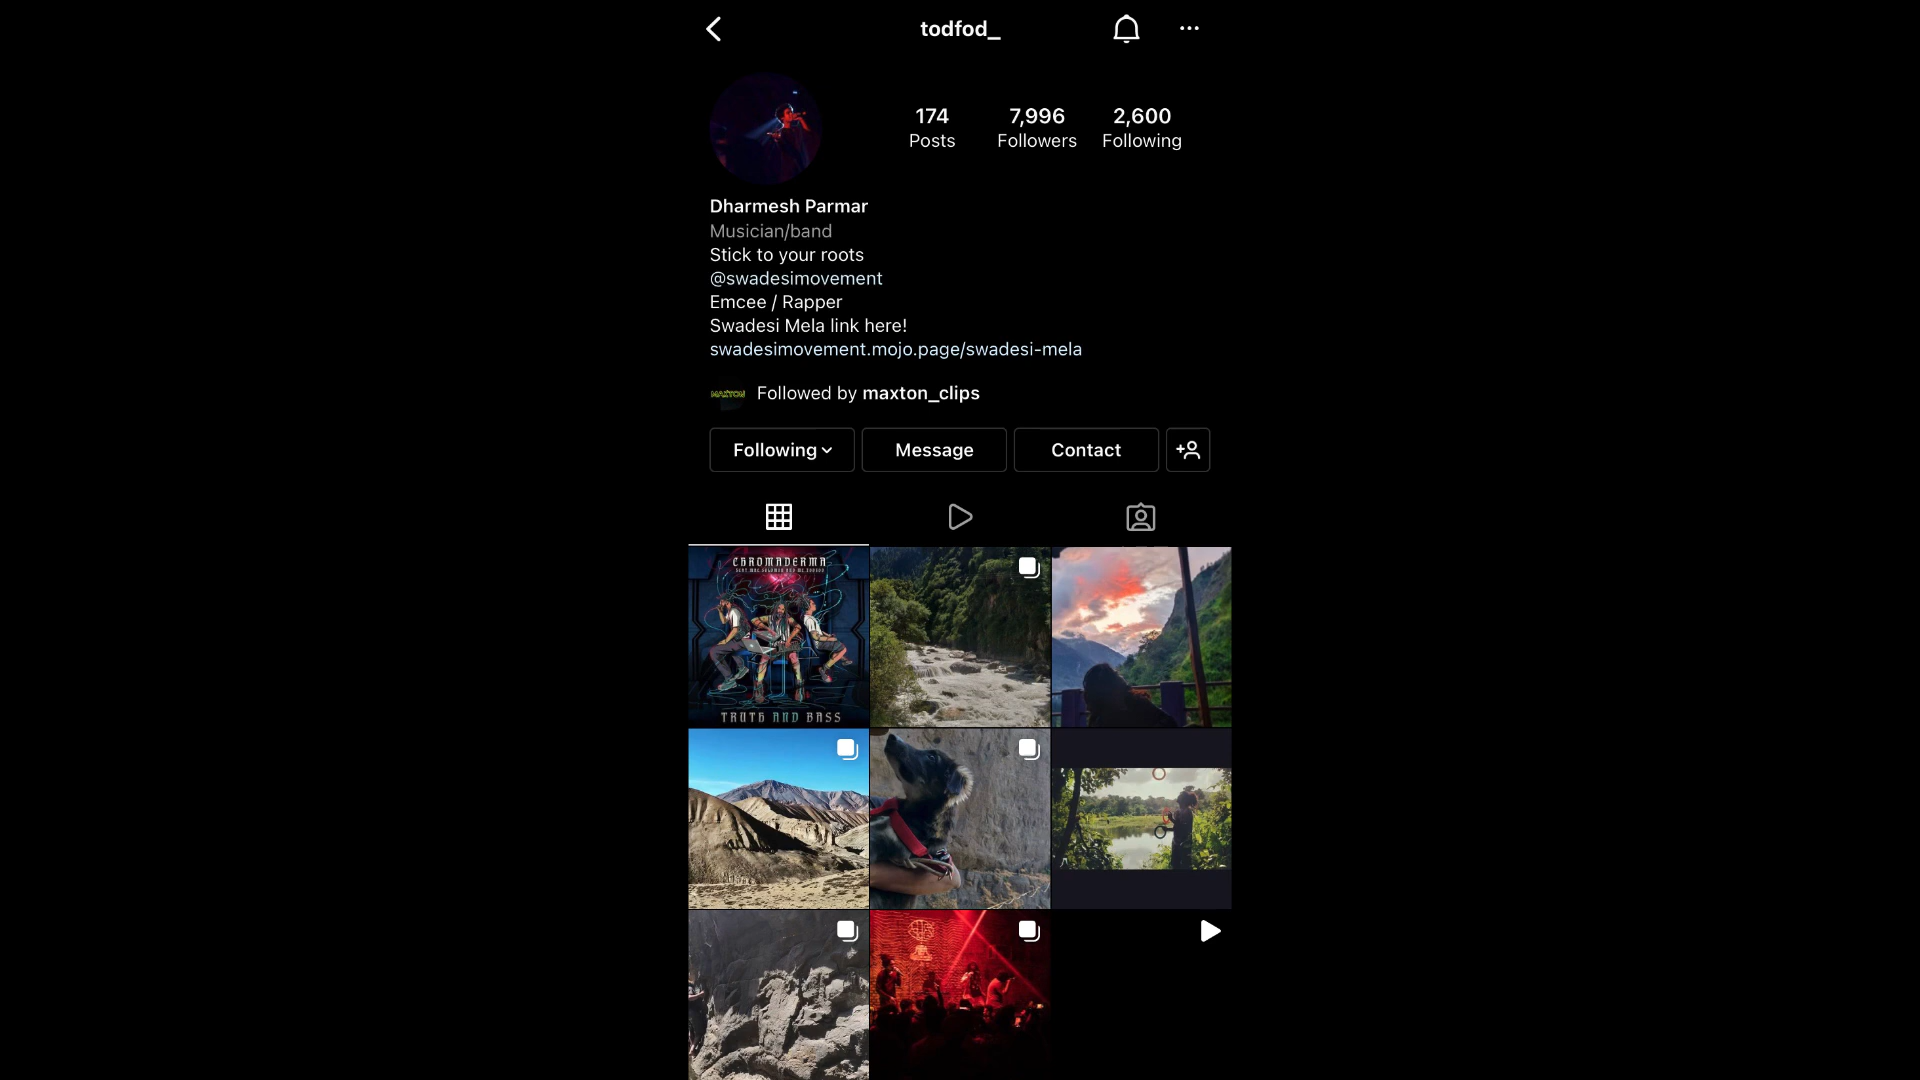 todfod_
174 7,996 2,600
Posts Followers Following
Dharmesh Parmar
Musician/band
Stick to your roots
@swadesimovement
Emcee / Rapper
Swadesi Mela link here!
swadesimovement.mojo.page/swadesi-mela
MAXTON Followed by maxton_clips
Following Message Contact
CHROMADERMA
TRUTH AND BASS